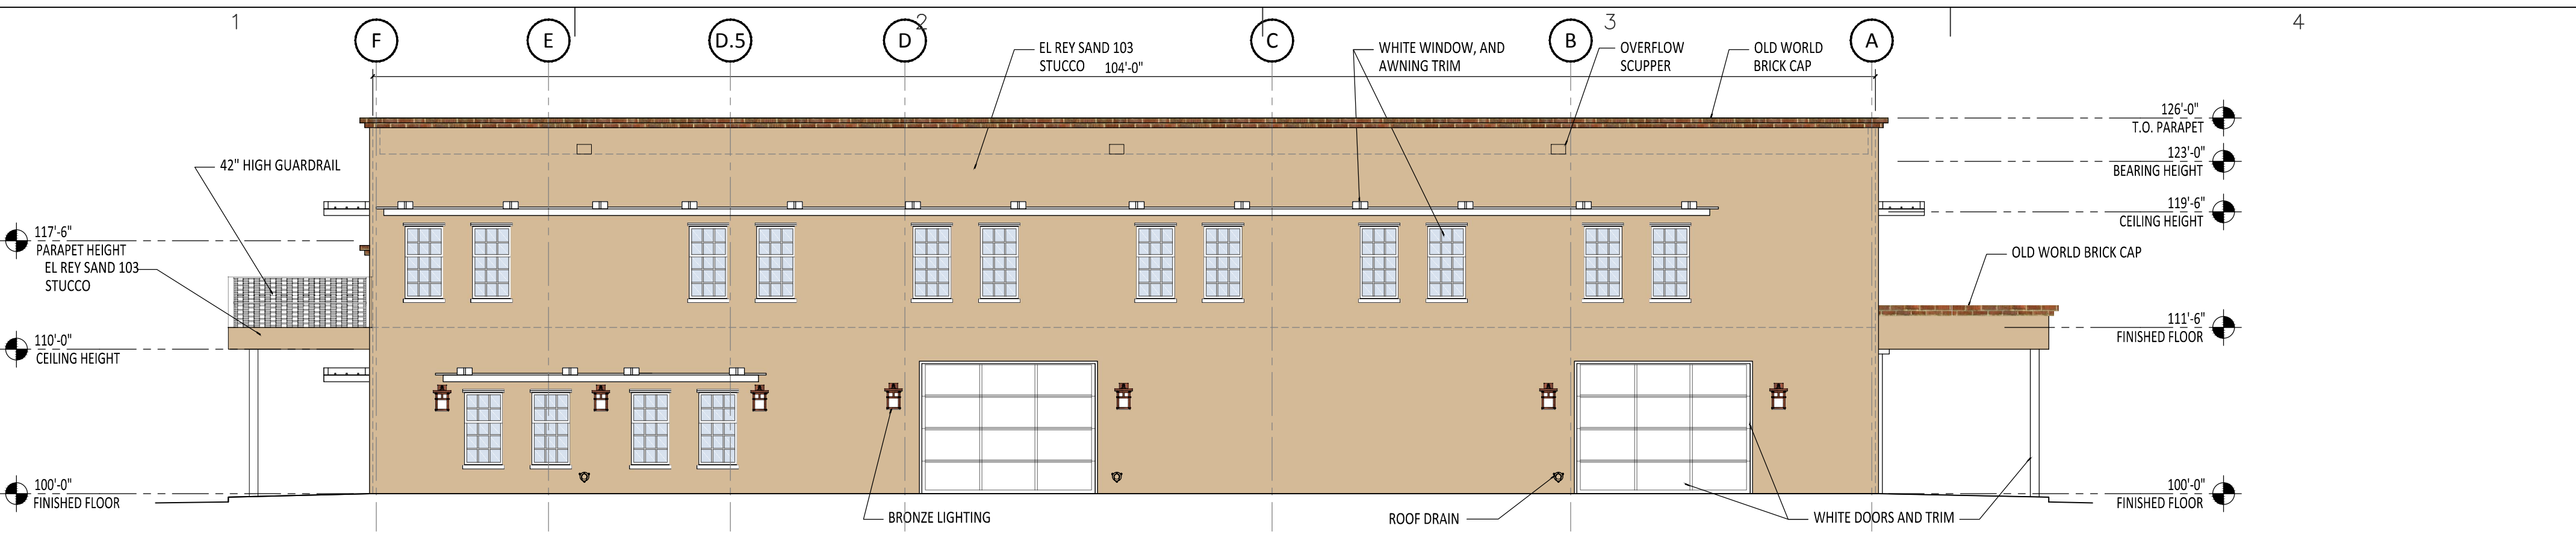 1
2
3
4
F
E
D.5
D
C
B
A
EL REY SAND 103
STUCCO
104'-0"
WHITE WINDOW, AND
AWNING TRIM
OVERFLOW
SCUPPER
OLD WORLD
BRICK CAP
126'-0"
T.O. PARAPET
42" HIGH GUARDRAIL
123'-0"
BEARING HEIGHT
119'-6"
CEILING HEIGHT
117'-6"
PARAPET HEIGHT
EL REY SAND 103
STUCCO
OLD WORLD BRICK CAP
111'-6"
FINISHED FLOOR
110'-0"
CEILING HEIGHT
100'-0"
FINISHED FLOOR
100'-0"
FINISHED FLOOR
BRONZE LIGHTING
ROOF DRAIN
WHITE DOORS AND TRIM